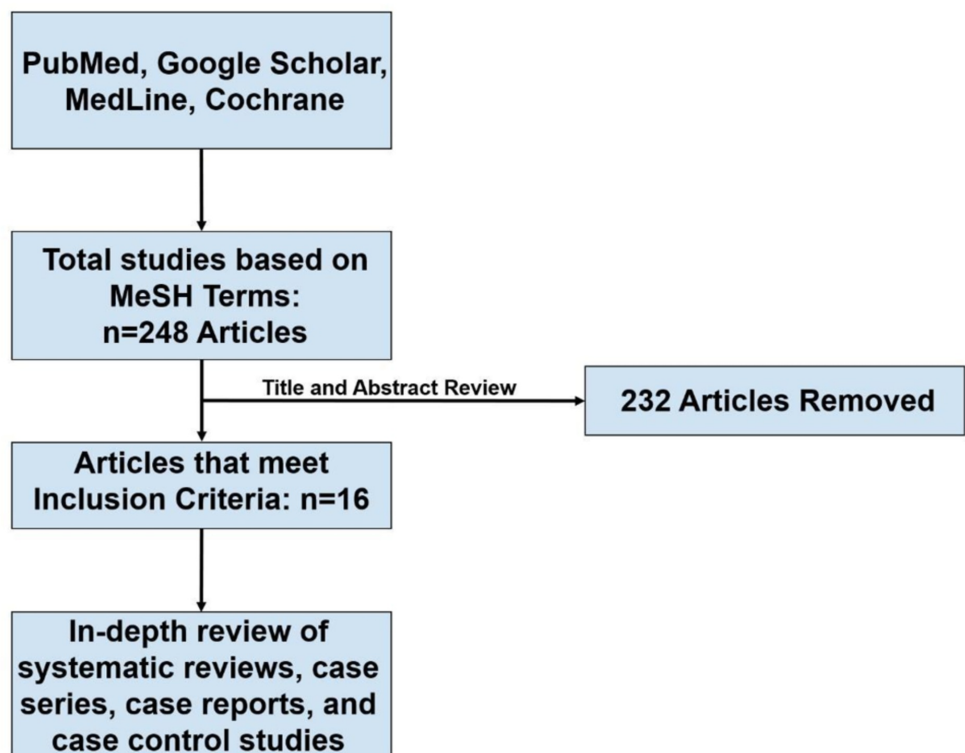 PubMed, Google Scholar,
MedLine, Cochrane
Total studies based on
MeSH Terms:
n=248 Articles
Title and Abstract Review
232 Articles Removed
Articles that meet
Inclusion Criteria: n=16
In-depth review of
systematic reviews, case
series, case reports, and
case control studies